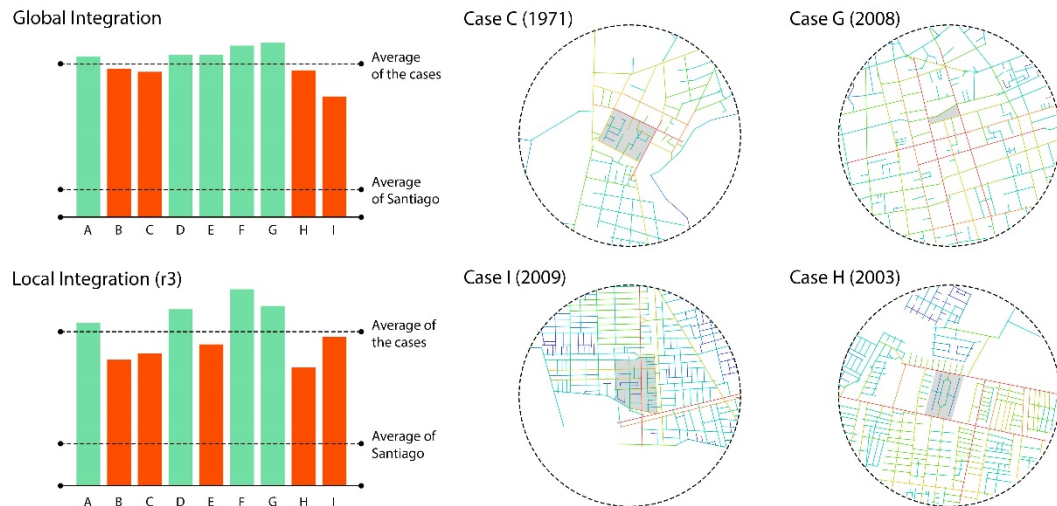 Global Integration
Average
of the cases
Average
of Santiago
A B C D E F G H I
Case C (1971)
Case G (2008)
Local Integration (r3)
Average of
the cases
Average of
Santiago
A B C D E F G H I
Case I (2009)
Case H (2003)